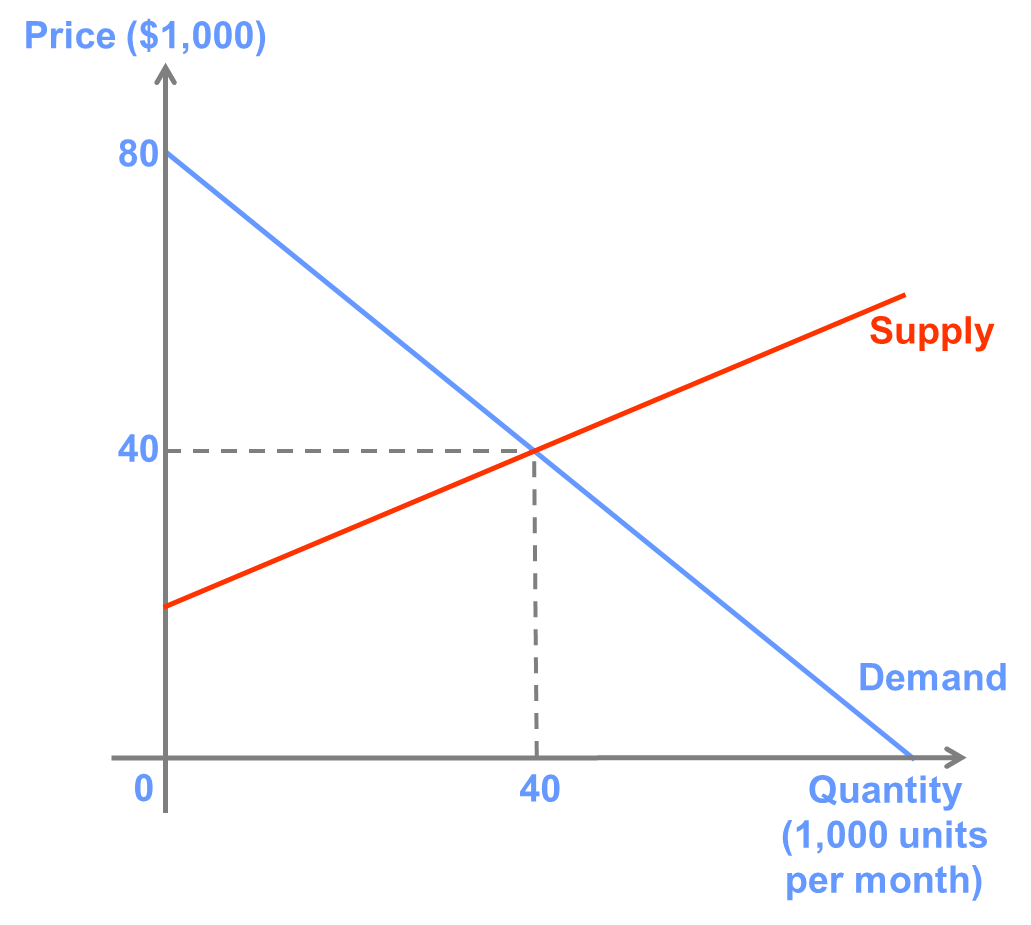 Price ($1,000)
80
Supply
40
Demand
0
40
Quantity
(1,000 units
per month)